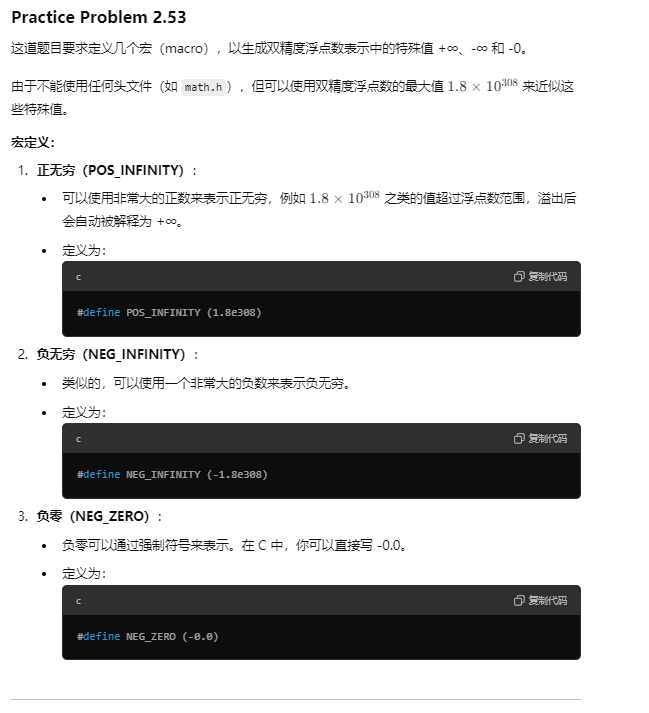 Practice Problem 2.53
这道题目要求定义几个宏（macro），以生成双精度浮点数表示中的特殊值 +∞、-∞ 和 -0。
由于不能使用任何头文件（如 math.h），但可以使用双精度浮点数的最大值 1.8 × 10^308 来近似这
些特殊值。
宏定义：
1. 正无穷（POS_INFINITY）：
• 可以使用非常大的正数来表示正无穷，例如 1.8 × 10^308 之类的值超过浮点数范围，溢出后
会自动被解释为 +∞。
• 定义为：
c 复制代码
#define POS_INFINITY (1.8e308)
2. 负无穷（NEG_INFINITY）：
• 类似的，可以使用一个非常大的负数来表示负无穷。
• 定义为：
c 复制代码
#define NEG_INFINITY (-1.8e308)
3. 负零（NEG_ZERO）：
• 负零可以通过强制符号来表示。在 C 中，你可以直接写 -0.0。
• 定义为：
c 复制代码
#define NEG_ZERO (-0.0)